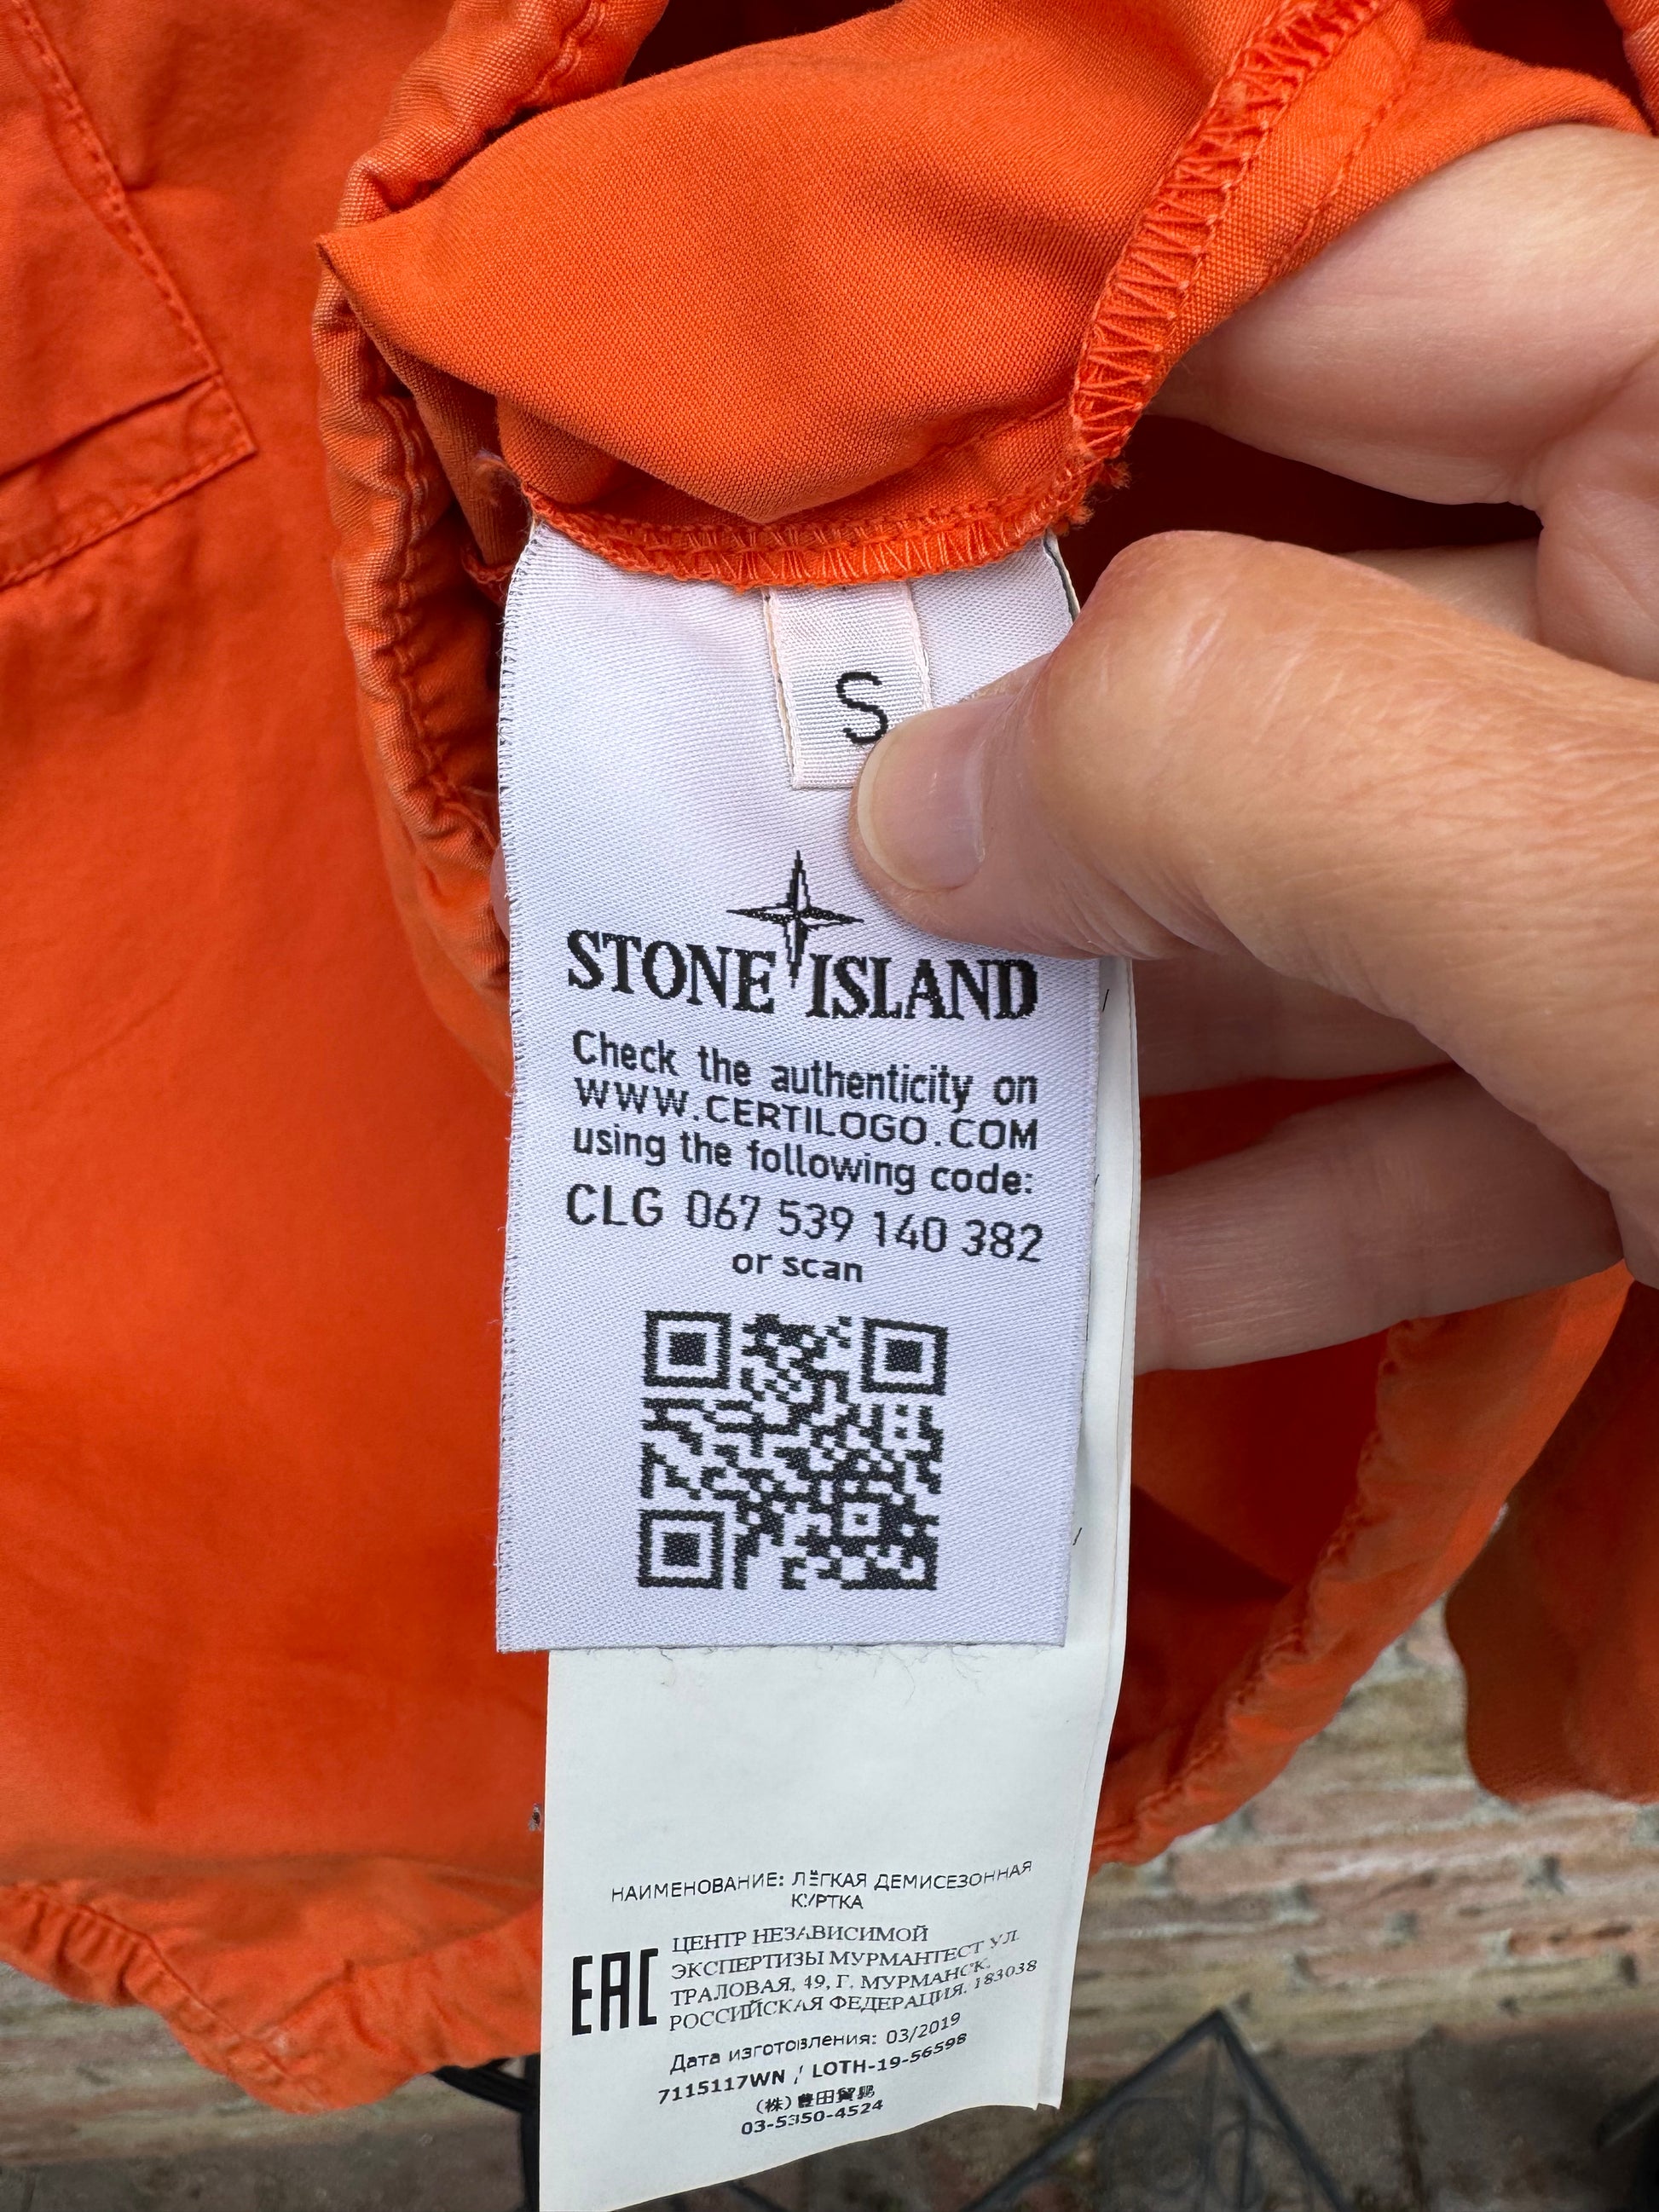 S
STONE ISLAND
Check the authenticity on
WWW.CERTILOGO.COM
using the following code:
CLG 067 539 140 382
or scan
НАИМЕНОВАНИЕ: ЛЁГКАЯ ДЕМИСЕЗОННАЯ
КУРТКА
EAC
ЦЕНТР НЕЗАВИСИМОЙ
ЭКСПЕРТИЗЫ МУРМАНТЕСТ УЛ.
ТРАЛОВАЯ, 49, Г. МУРМАНСК.
РОССИЙСКАЯ ФЕДЕРАЦИЯ. 183038
Дата изготовления: 03/2019
7115117WN / LOTH-19-56598
(株) 豊田貿易
03-5350-4524